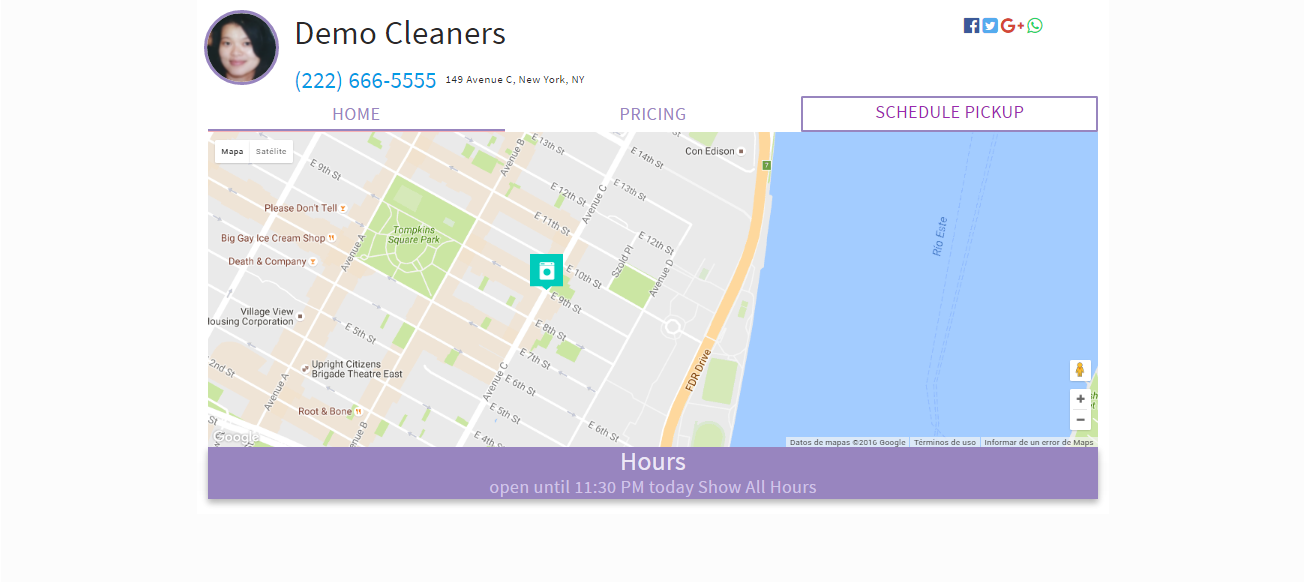 Demo Cleaners
(222) 666-5555 149 Avenue C, New York, NY
HOME PRICING SCHEDULE PICKUP
Mapa Satélite
E 13th St
Avenue B
E 14th St
Con Edison
7
E 9th St
E 12th St
E 13th St
Avenue C
Please Don't Tell
E 11th St
Tompkins
Square Park
Big Gay Ice Cream Shop
Avenue A
Death & Company
E 12th St
Szold Pl
Avenue D
E 10th St
Río Este
E 9th St
Village View
Housing Corporation
E 5th St
E 8th St
E 7th St
2nd St
Upright Citizens
Brigade Theatre East
FDR Drive
Avenue A
Avenue C
E 6th St
Root & Bone
E 5th St
Avenue B
E 4th St
E 6th St
Google
Datos de mapas ©2016 Google Términos de uso Informar de un error de Maps
Hours
open until 11:30 PM today Show All Hours